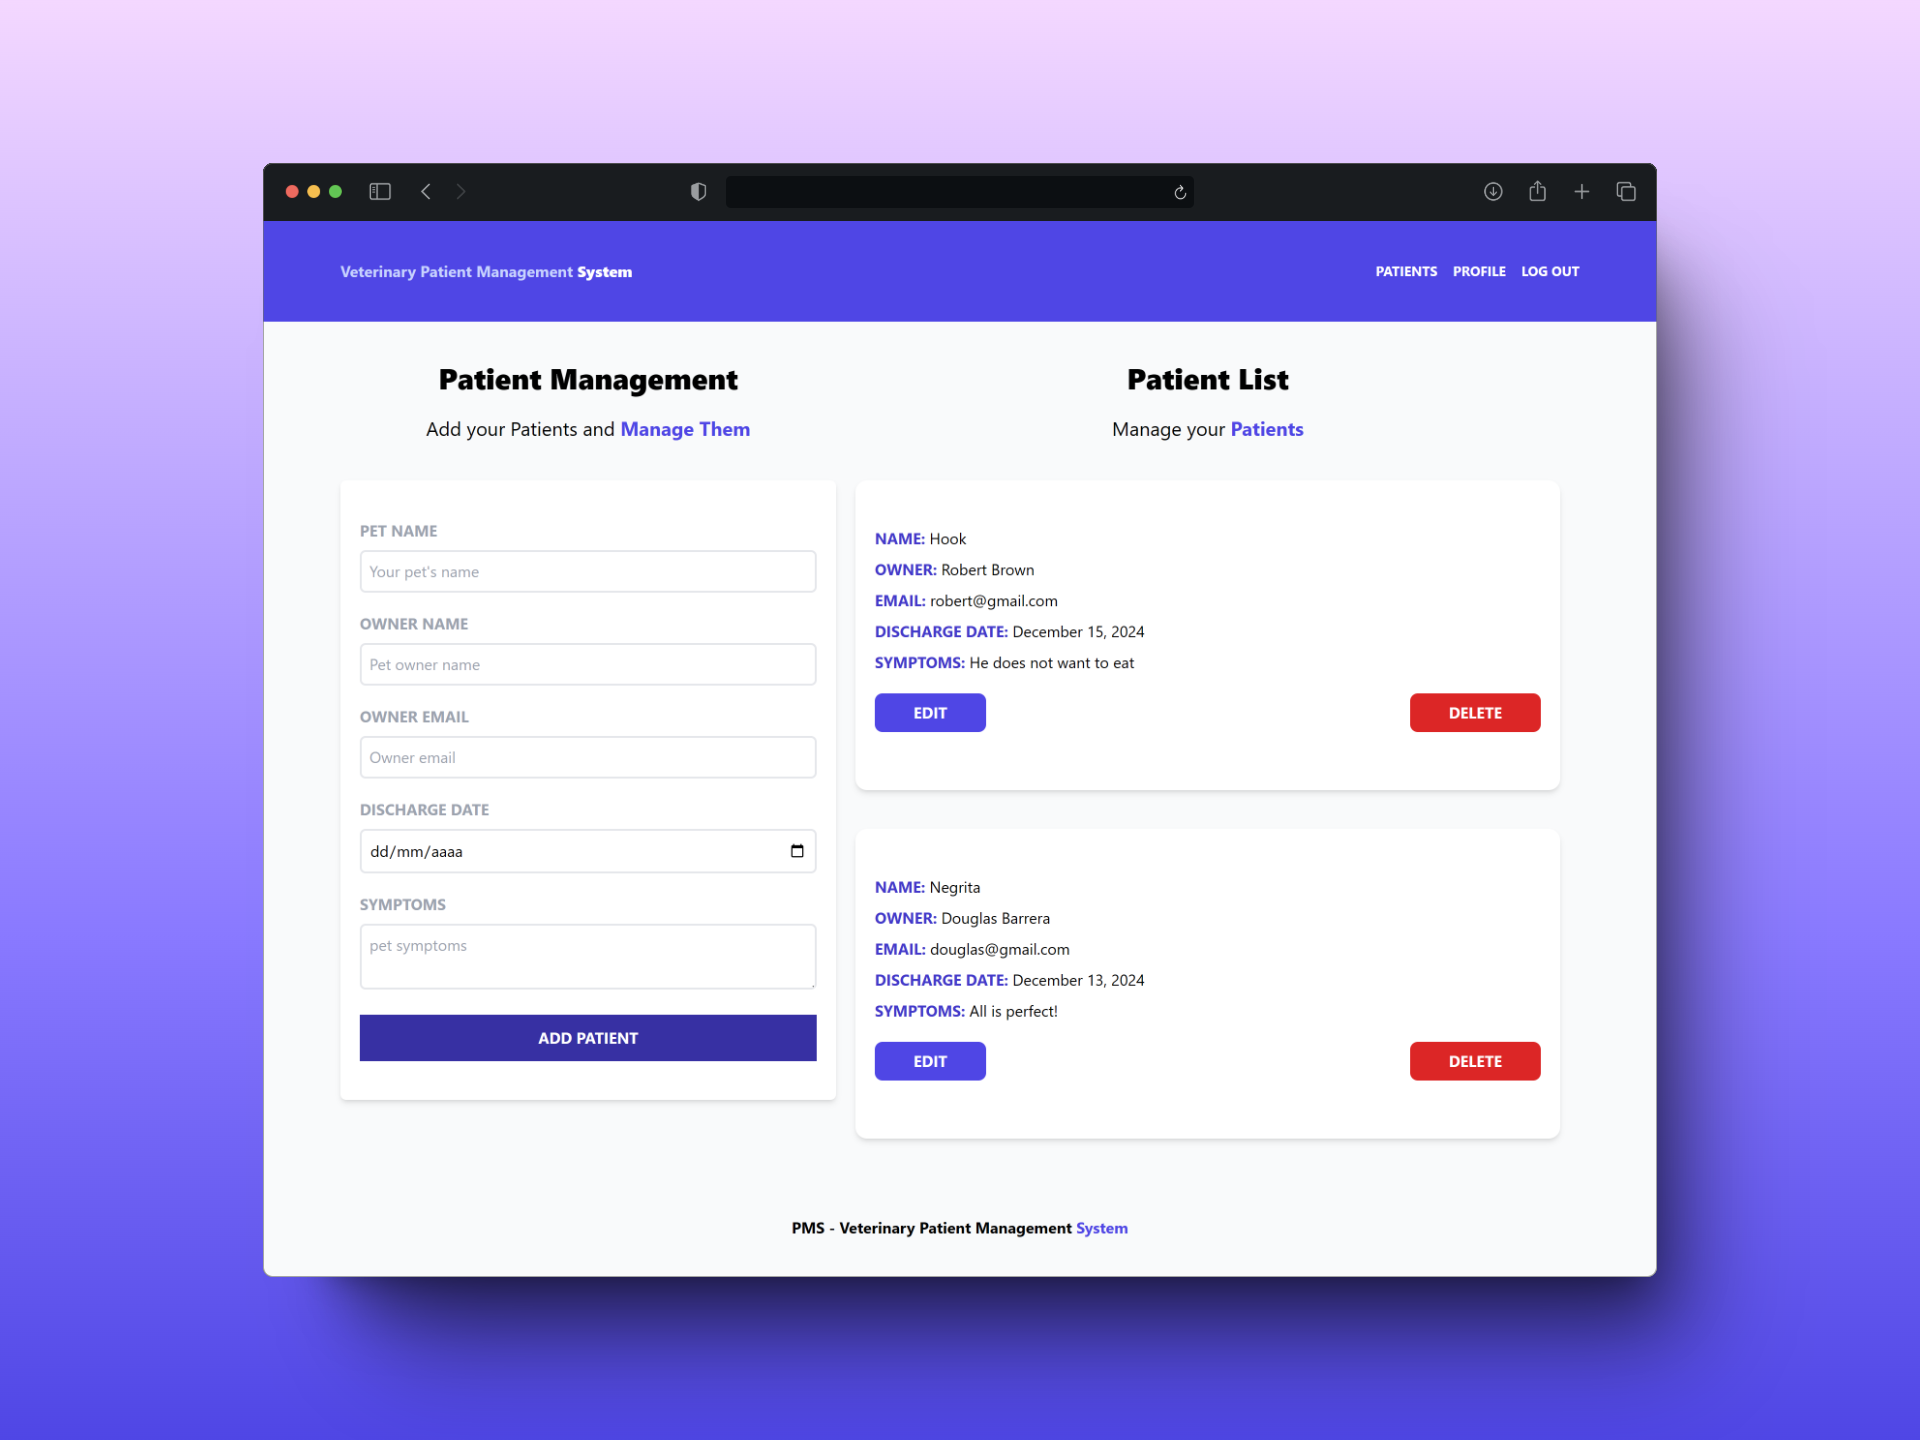 Veterinary Patient Management System
PATIENTS PROFILE LOG OUT
Patient Management
Add your Patients and Manage Them
PET NAME
Your pet's name
OWNER NAME
Pet owner name
OWNER EMAIL
Owner email
DISCHARGE DATE
dd/mm/aaaa
SYMPTOMS
pet symptoms
ADD PATIENT
Patient List
Manage your Patients
NAME: Hook
OWNER: Robert Brown
EMAIL: robert@gmail.com
DISCHARGE DATE: December 15, 2024
SYMPTOMS: He does not want to eat
EDIT DELETE
NAME: Negrita
OWNER: Douglas Barrera
EMAIL: douglas@gmail.com
DISCHARGE DATE: December 13, 2024
SYMPTOMS: All is perfect!
EDIT DELETE
PMS - Veterinary Patient Management System